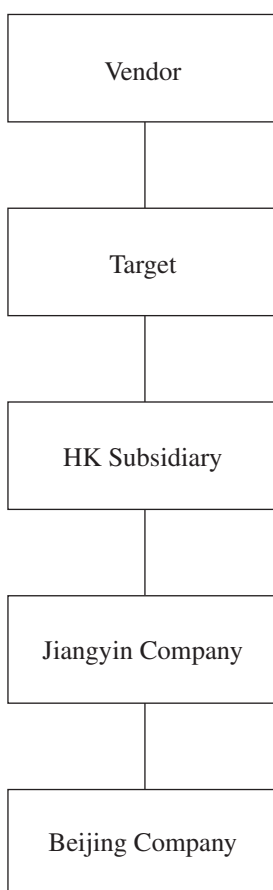 Vendor
Target
HK Subsidiary
Jiangyin Company
Beijing Company